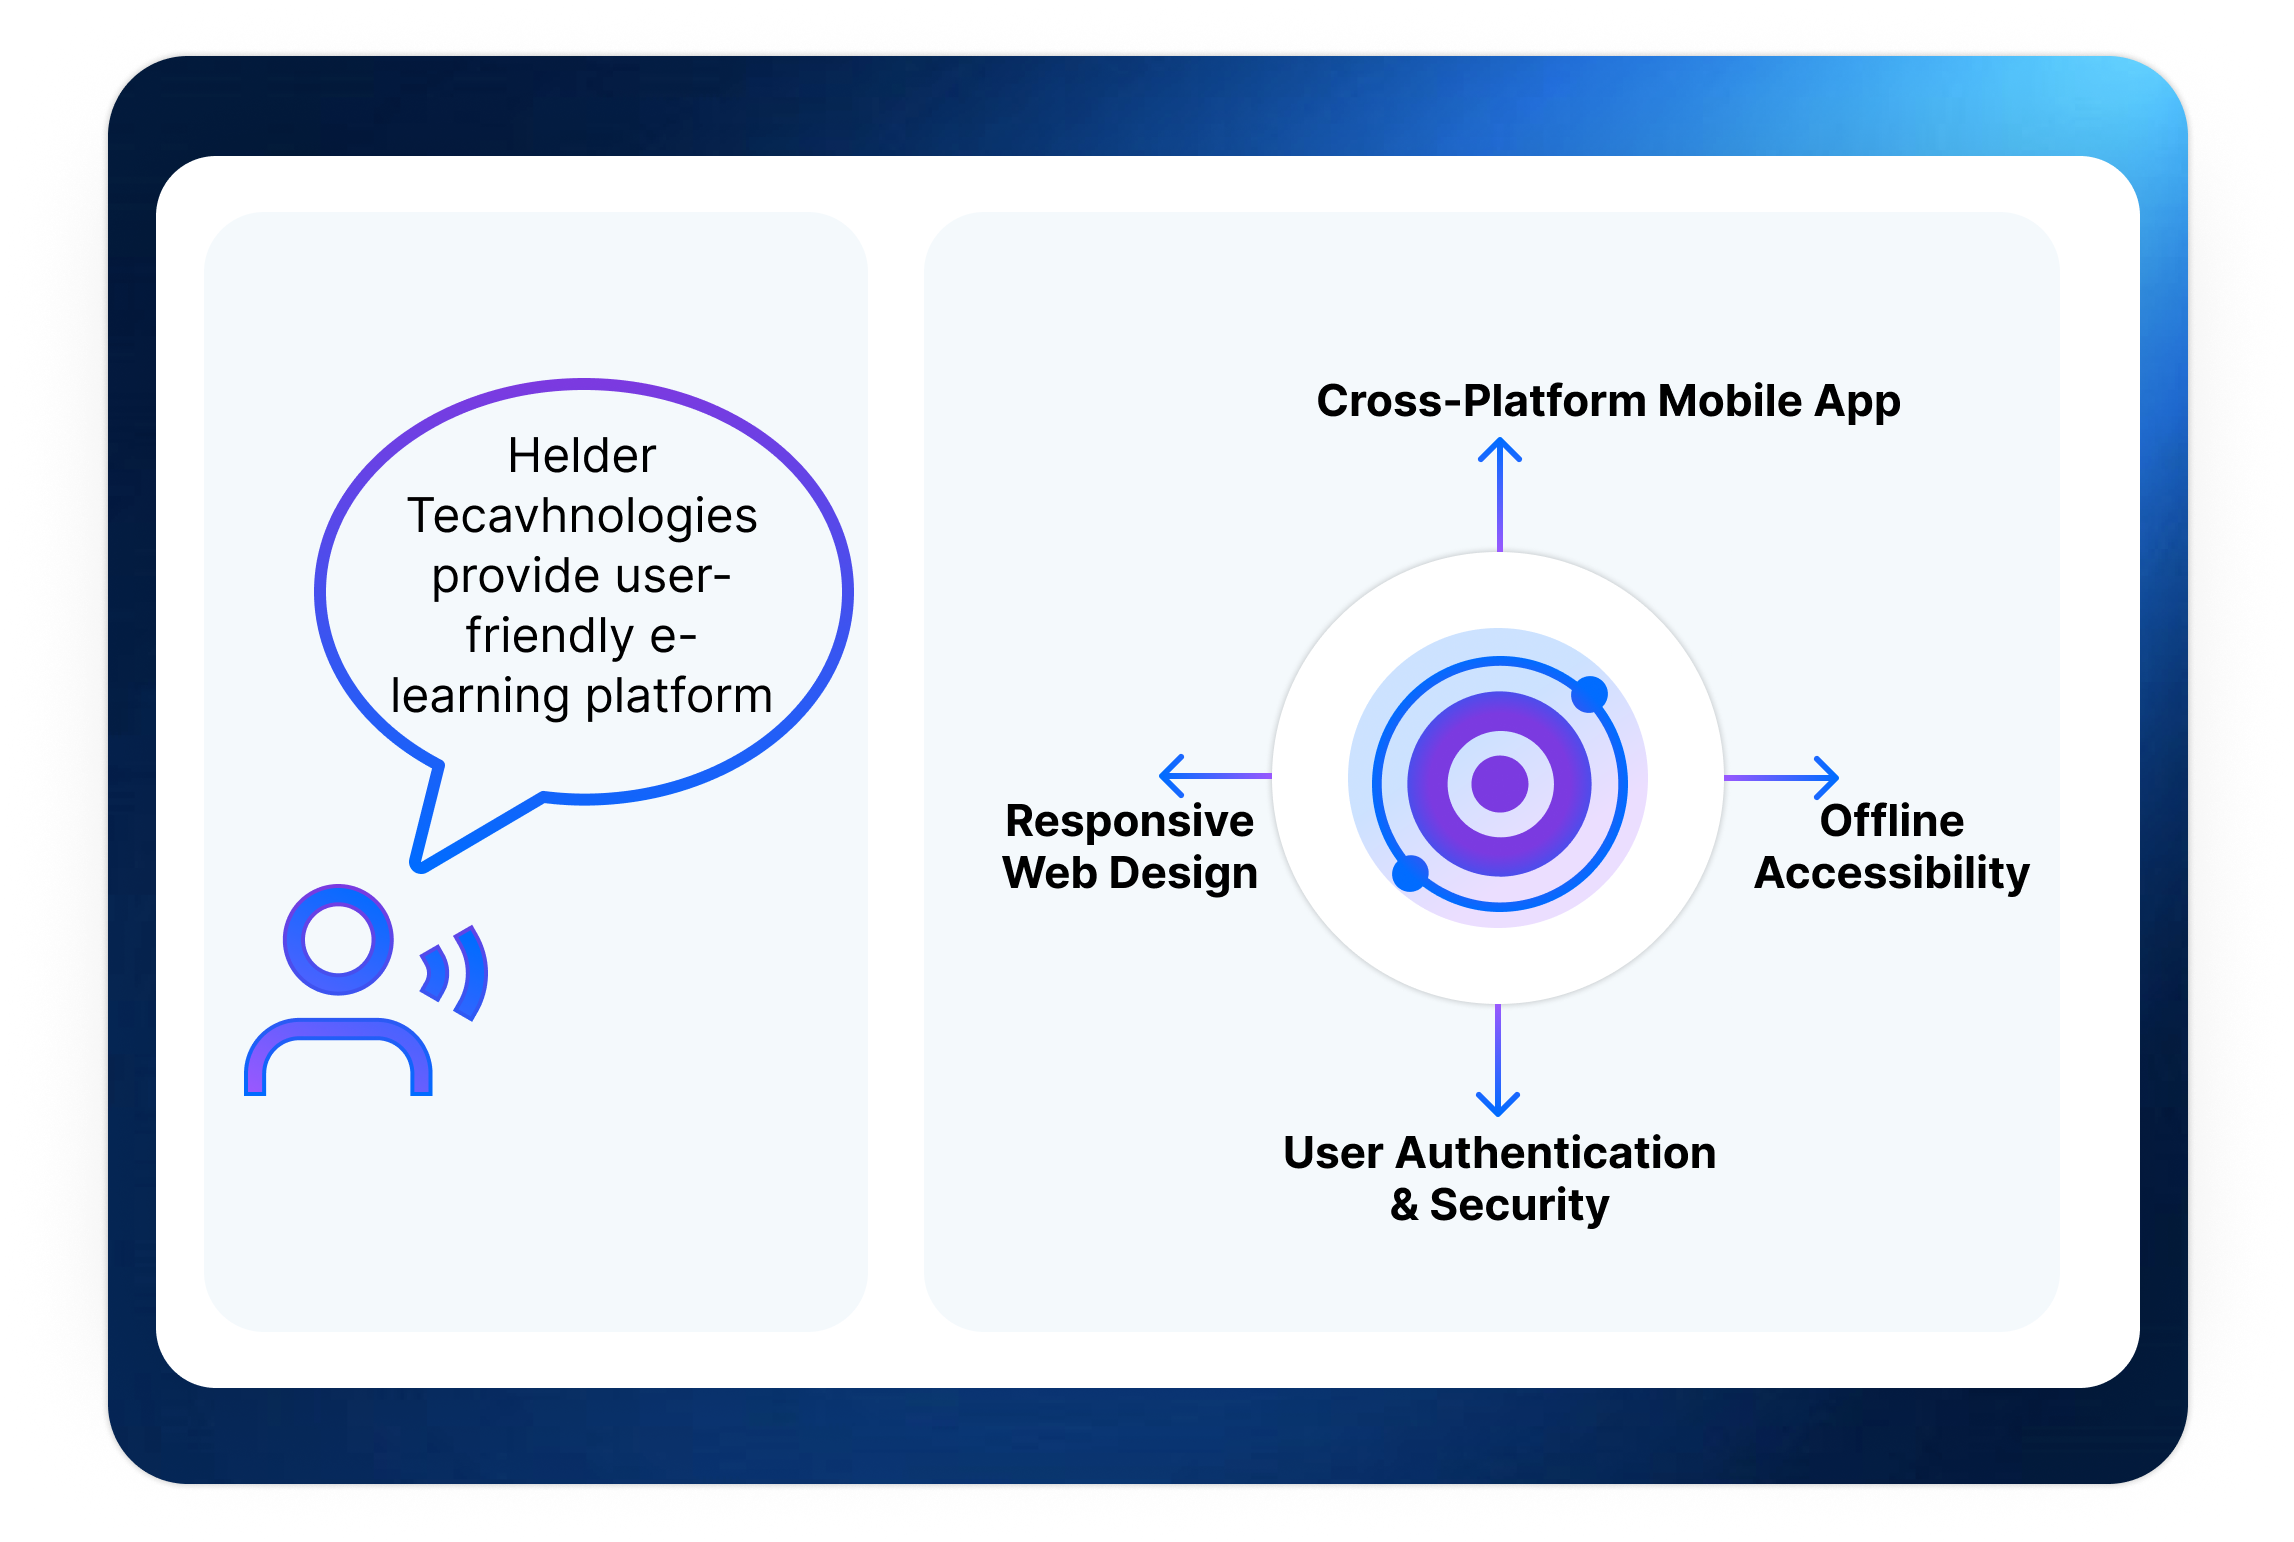 Helder
Tecavhnologies
provide user-
friendly e-
learning platform
Cross-Platform Mobile App
Responsive
Web Design
Offline
Accessibility
User Authentication
& Security